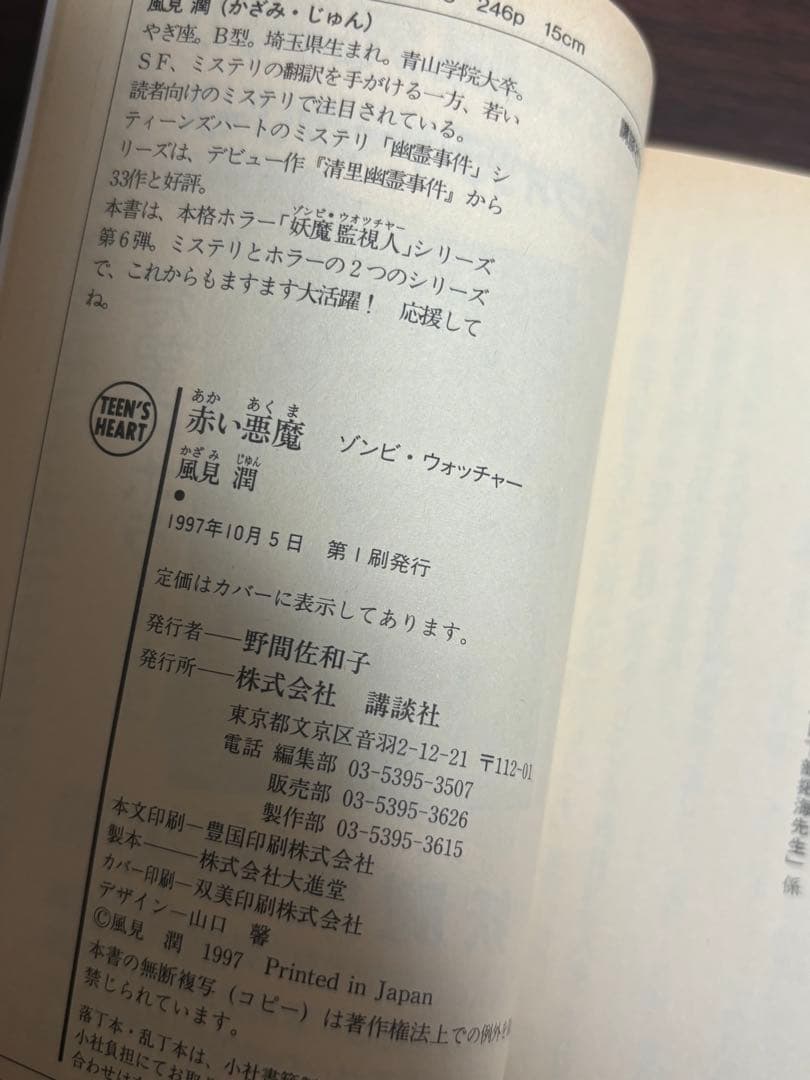 246p 15cm
風見 潤(かざみ・じゅん)
やぎ座。B型。埼玉県生まれ。青山学院大卒。
SF、ミステリの翻訳を手がける一方、若い
読者向けのミステリで注目されている。
ティーンズハートのミステリ「幽霊事件」シ
リーズは、デビュー作『清里幽霊事件』から
33作と好評。
ゾンビ・ウオッチャー
本書は、本格ホラー「妖魔監視人」シリーズ
第6弾。ミステリとホラーの2つのシリーズ
で、これからもますます大活躍! 応援して
ね。
TEEN'S
HEART
あか あくま
赤い悪魔 ゾンビ・ウォッチャー
かざみ じゅん
風見 潤
●
1997年10月5日 第1刷発行
定価はカバーに表示してあります。
発行者——野間佐和子
発行所——株式会社 講談社
東京都文京区音羽2-12-21 〒112-01
電話 編集部 03-5395-3507
販売部 03-5395-3626
製作部 03-5395-3615
本文印刷—豊国印刷株式会社
製本———株式会社大進堂
カバー印刷—双美印刷株式会社
デザイン—山口 馨
©風見 潤 1997 Printed in Japan
本書の無断複写(コピー)は著作権法上での例外を
禁じられています。
落丁本・乱丁本は、小社書籍
小社負担にてお取
合わせは
先生」係